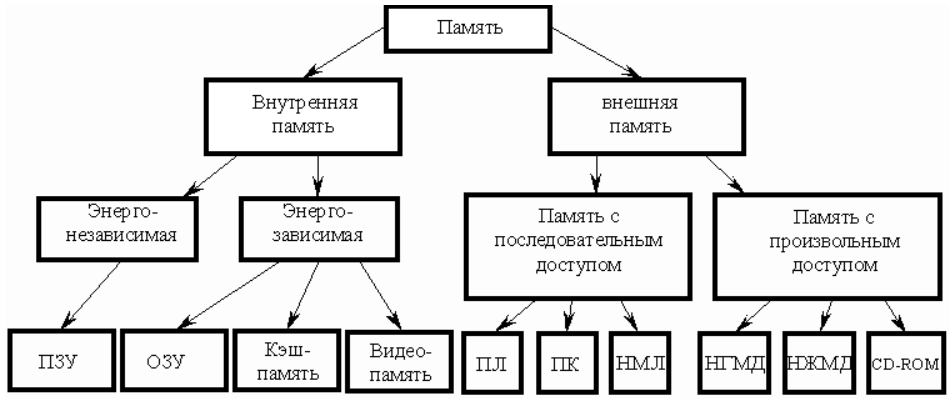 Память
Внутренняя
память
внешняя
память
Энерго-
независимая
Энерго-
зависимая
Память с
последовательным
доступом
Память с
произвольным
доступом
ПЗУ
ОЗУ
Кэш-
память
Видео-
память
ПЛ
ПК
НМЛ
НГМД
НЖМД
CD-ROM